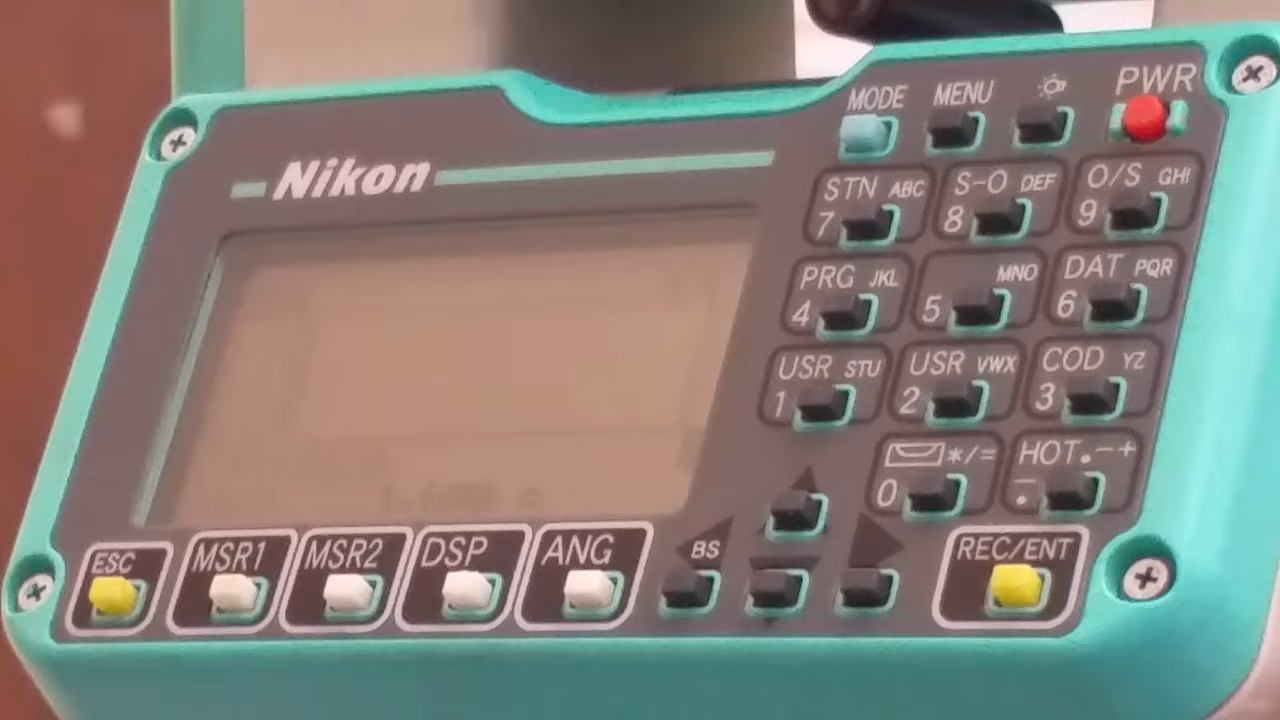 MODE MENU PWR
Nikon
STN ABC S-O DEF O/S GHI
7 8 9
PRG JKL MNO DAT PQR
4 5 6
USR STU USR VWX COD YZ
1 2 3
*/= HOT.-+
0 -.
BS
ESC MSR1 MSR2 DSP ANG REC/ENT